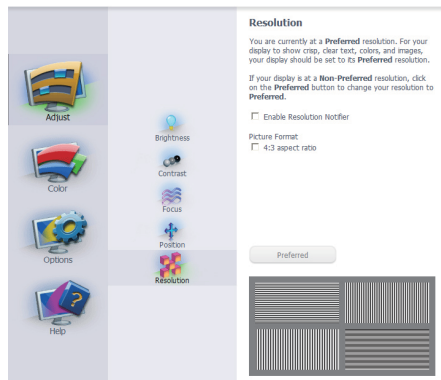 Adjust
Color
Options
Help
Brightness
Contrast
Focus
Position
Resolution
Resolution
You are currently at a Preferred resolution. For your
display to show crisp, clear text, colors, and images,
your display should be set to its Preferred resolution.
If your display is at a Non-Preferred resolution, click
on the Preferred button to change your resolution to
Preferred.
Enable Resolution Notifier
Picture Format
4:3 aspect ratio
Preferred